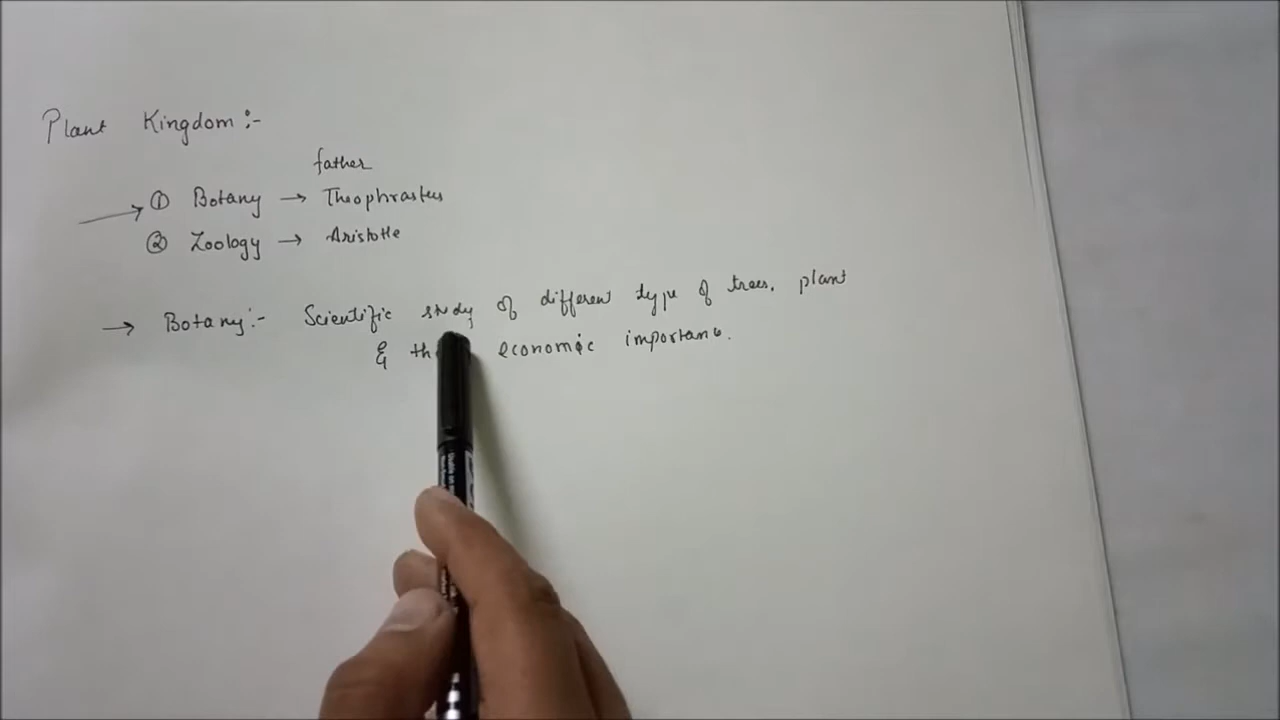 Plant Kingdom :-
father
① Botany → Theophrastus
② Zoology → Aristotle
→ Botany :- Scientific study of different type of trees, plant
& economic importance.